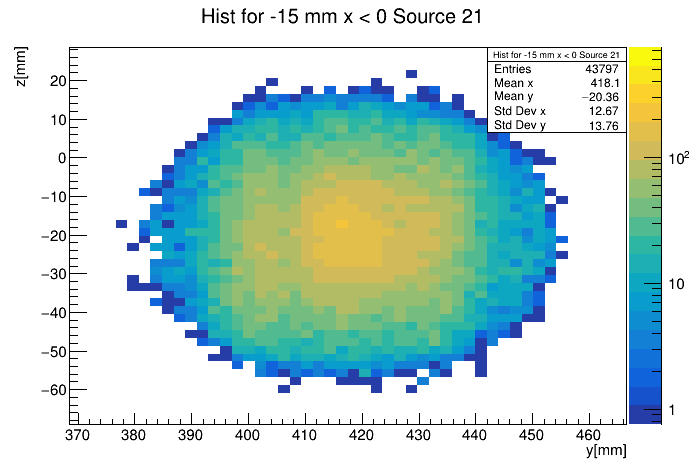 Hist for -15 mm x < 0 Source 21
z[mm]
Hist for -15 mm x < 0 Source 21
Entries 43797
Mean x 418.1
Mean y −20.36
Std Dev x 12.67
Std Dev y 13.76
20
10
0
−10
−20
−30
−40
−50
−60
10²
10
1
370 380 390 400 410 420 430 440 450 460
y[mm]